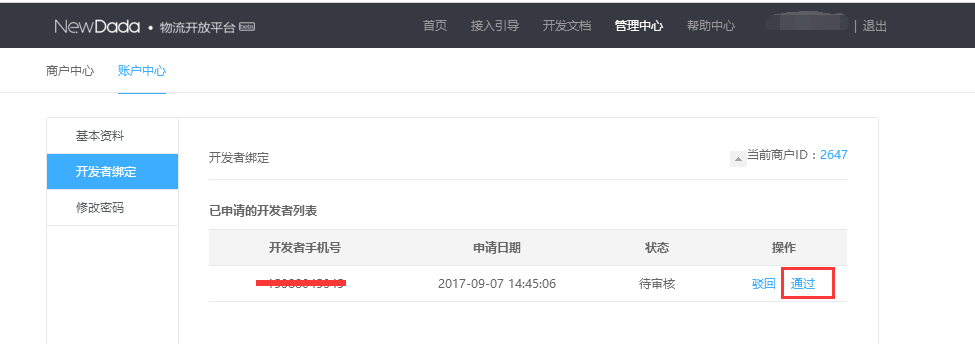 NewDada • 物流开放平台 beta 首页 接入引导 开发文档 管理中心 帮助中心 | 退出
商户中心 账户中心
基本资料
开发者绑定
修改密码
开发者绑定 当前商户ID：2647
已申请的开发者列表
开发者手机号 申请日期 状态 操作
2017-09-07 14:45:06 待审核 驳回 通过